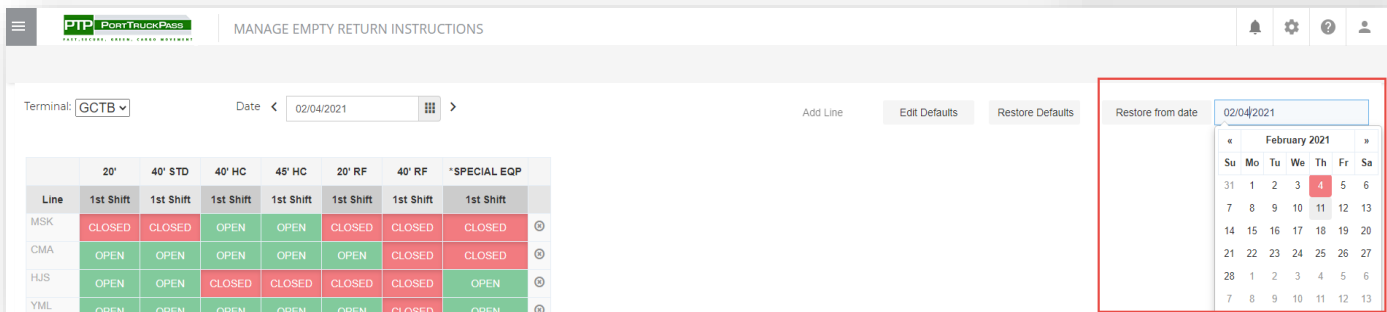 PTP PORTTRUCKPASS
FAST. SECURE. GREEN. CARGO MOVEMENT
MANAGE EMPTY RETURN INSTRUCTIONS
Terminal: GCTB Date 02/04/2021 Add Line Edit Defaults Restore Defaults Restore from date 02/04/2021
« February 2021 »
Su Mo Tu We Th Fr Sa
31 1 2 3 4 5 6
7 8 9 10 11 12 13
14 15 16 17 18 19 20
21 22 23 24 25 26 27
28 1 2 3 4 5 6
7 8 9 10 11 12 13
20' 40' STD 40' HC 45' HC 20' RF 40' RF *SPECIAL EQP
Line 1st Shift 1st Shift 1st Shift 1st Shift 1st Shift 1st Shift 1st Shift
MSK CLOSED CLOSED OPEN OPEN CLOSED CLOSED CLOSED
CMA OPEN OPEN OPEN OPEN OPEN CLOSED CLOSED
HJS OPEN OPEN CLOSED CLOSED CLOSED CLOSED OPEN
YML OPEN OPEN OPEN OPEN OPEN CLOSED OPEN